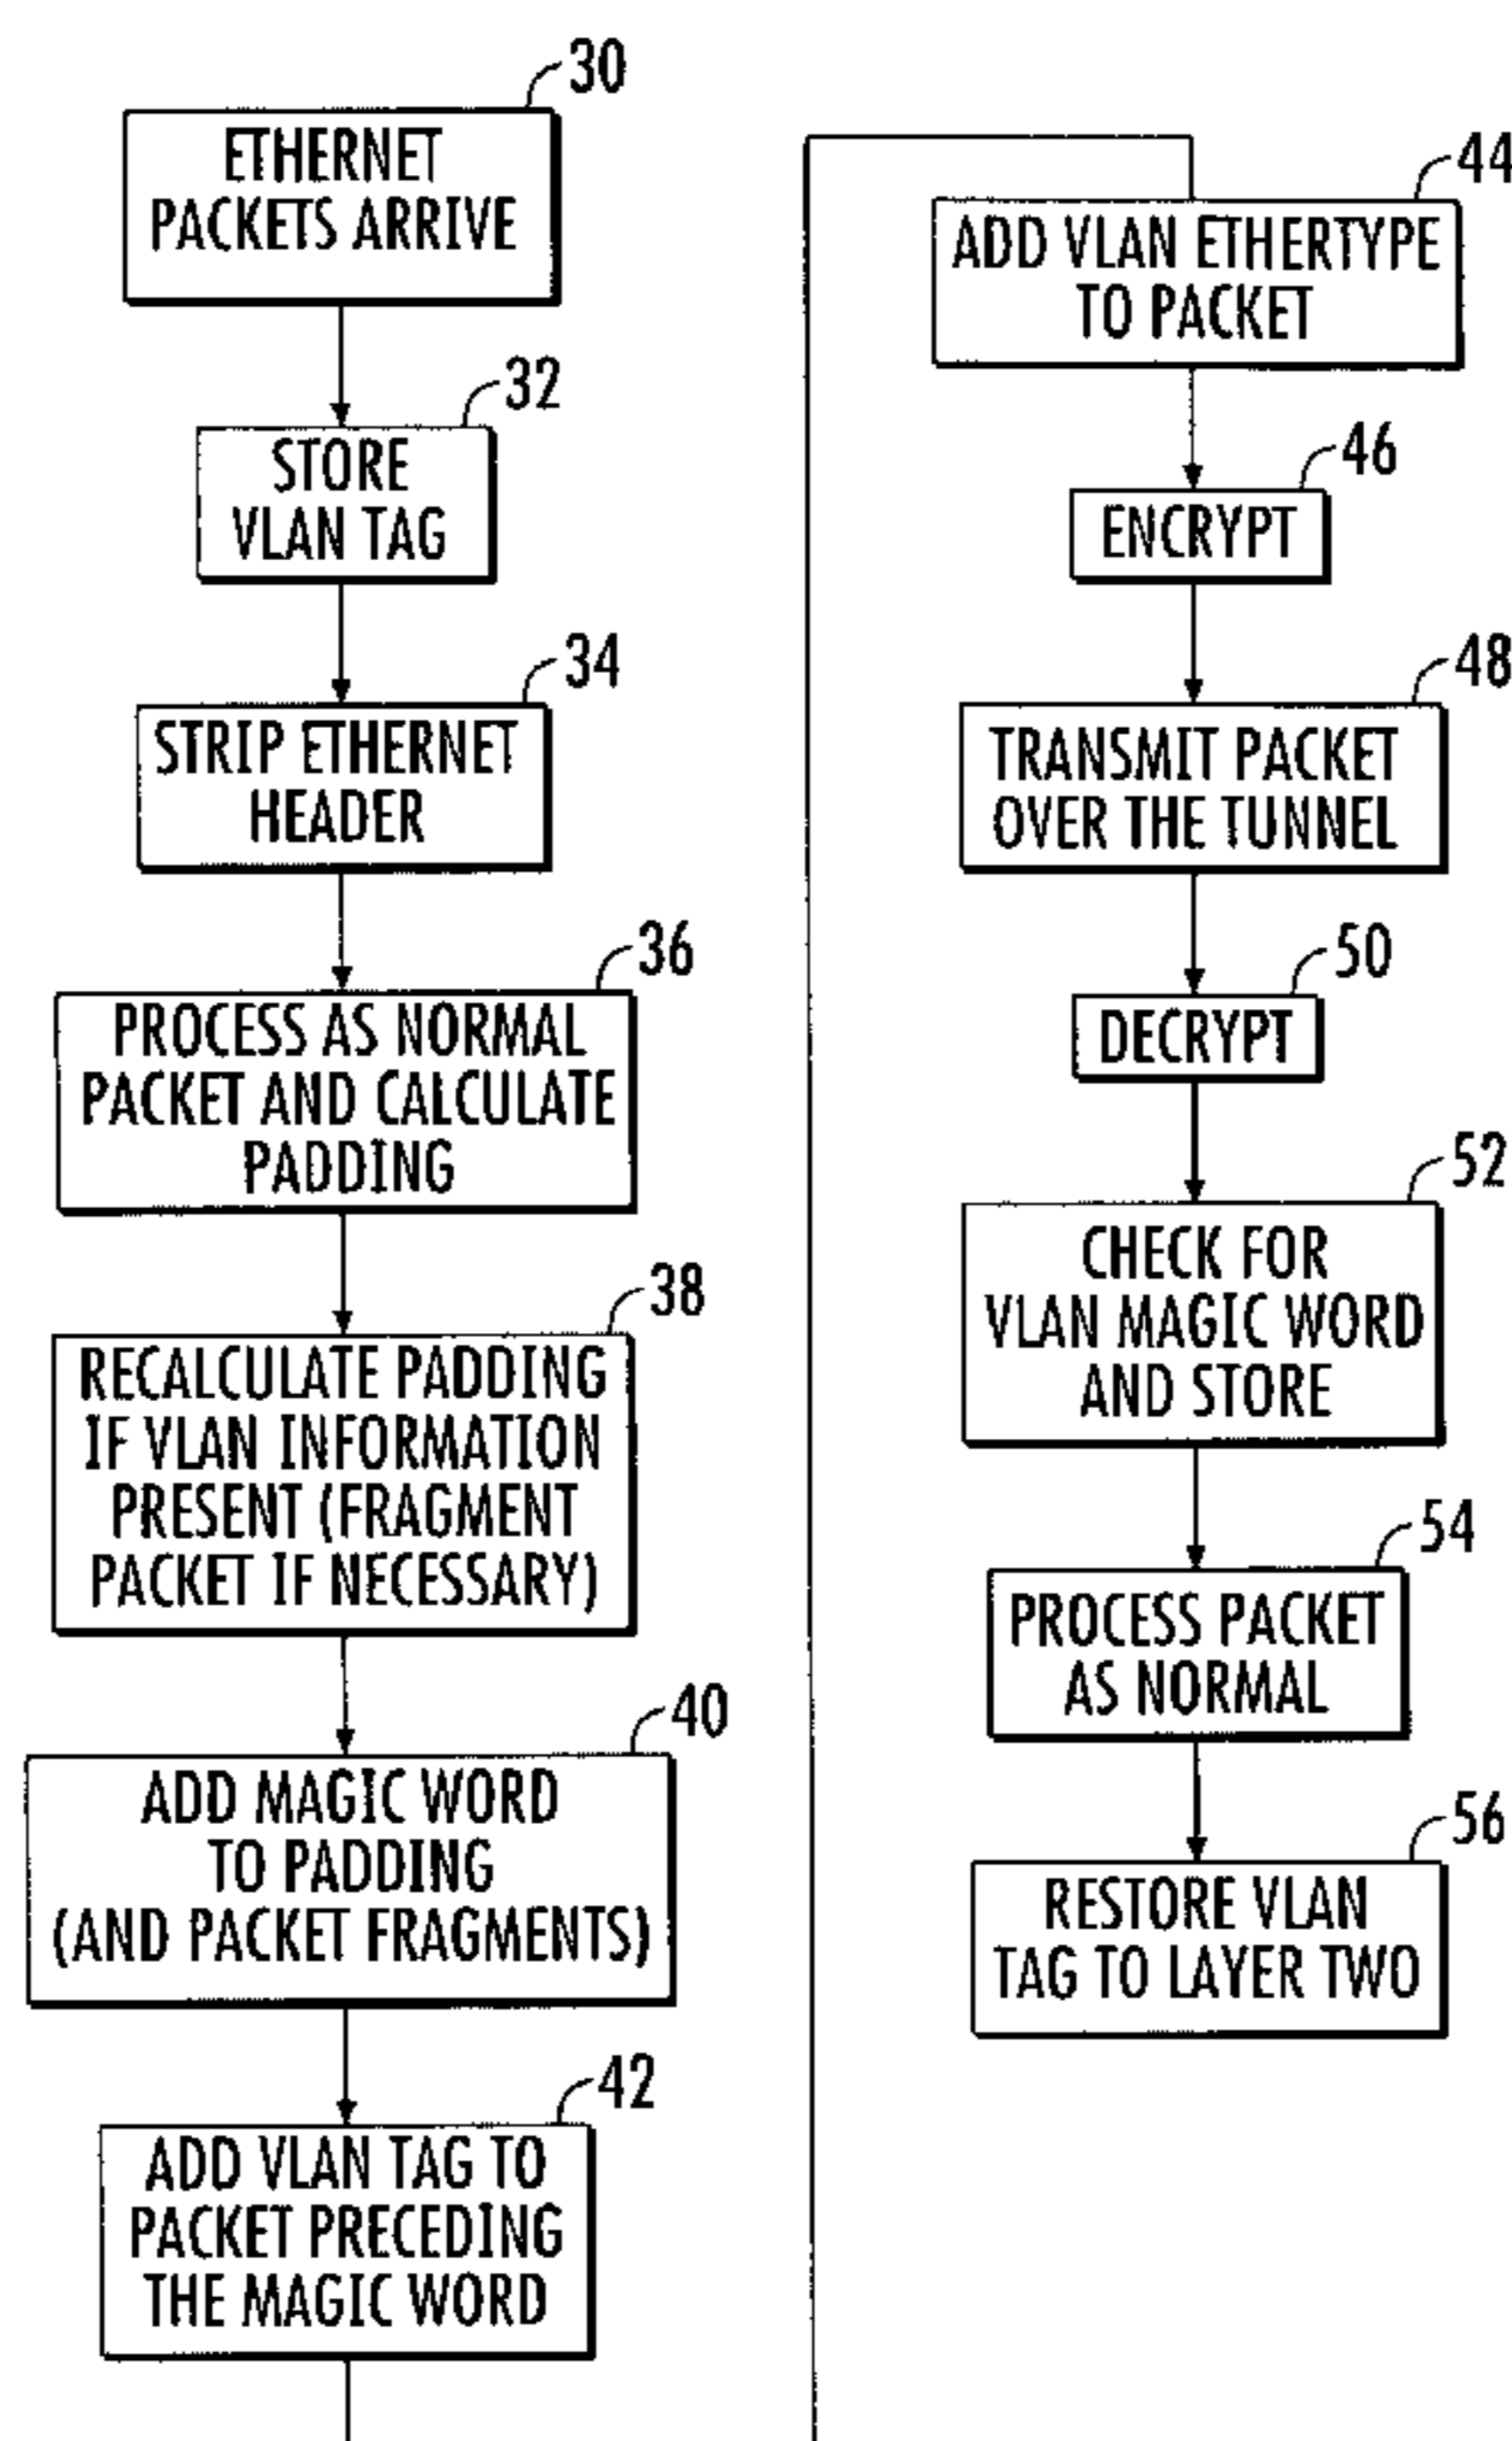 30
ETHERNET
PACKETS ARRIVE
32
STORE
VLAN TAG
34
STRIP ETHERNET
HEADER
36
PROCESS AS NORMAL
PACKET AND CALCULATE
PADDING
38
RECALCULATE PADDING
IF VLAN INFORMATION
PRESENT (FRAGMENT
PACKET IF NECESSARY)
40
ADD MAGIC WORD
TO PADDING
(AND PACKET FRAGMENTS)
42
ADD VLAN TAG TO
PACKET PRECEDING
THE MAGIC WORD
44
ADD VLAN ETHERTYPE
TO PACKET
46
ENCRYPT
48
TRANSMIT PACKET
OVER THE TUNNEL
50
DECRYPT
52
CHECK FOR
VLAN MAGIC WORD
AND STORE
54
PROCESS PACKET
AS NORMAL
56
RESTORE VLAN
TAG TO LAYER TWO